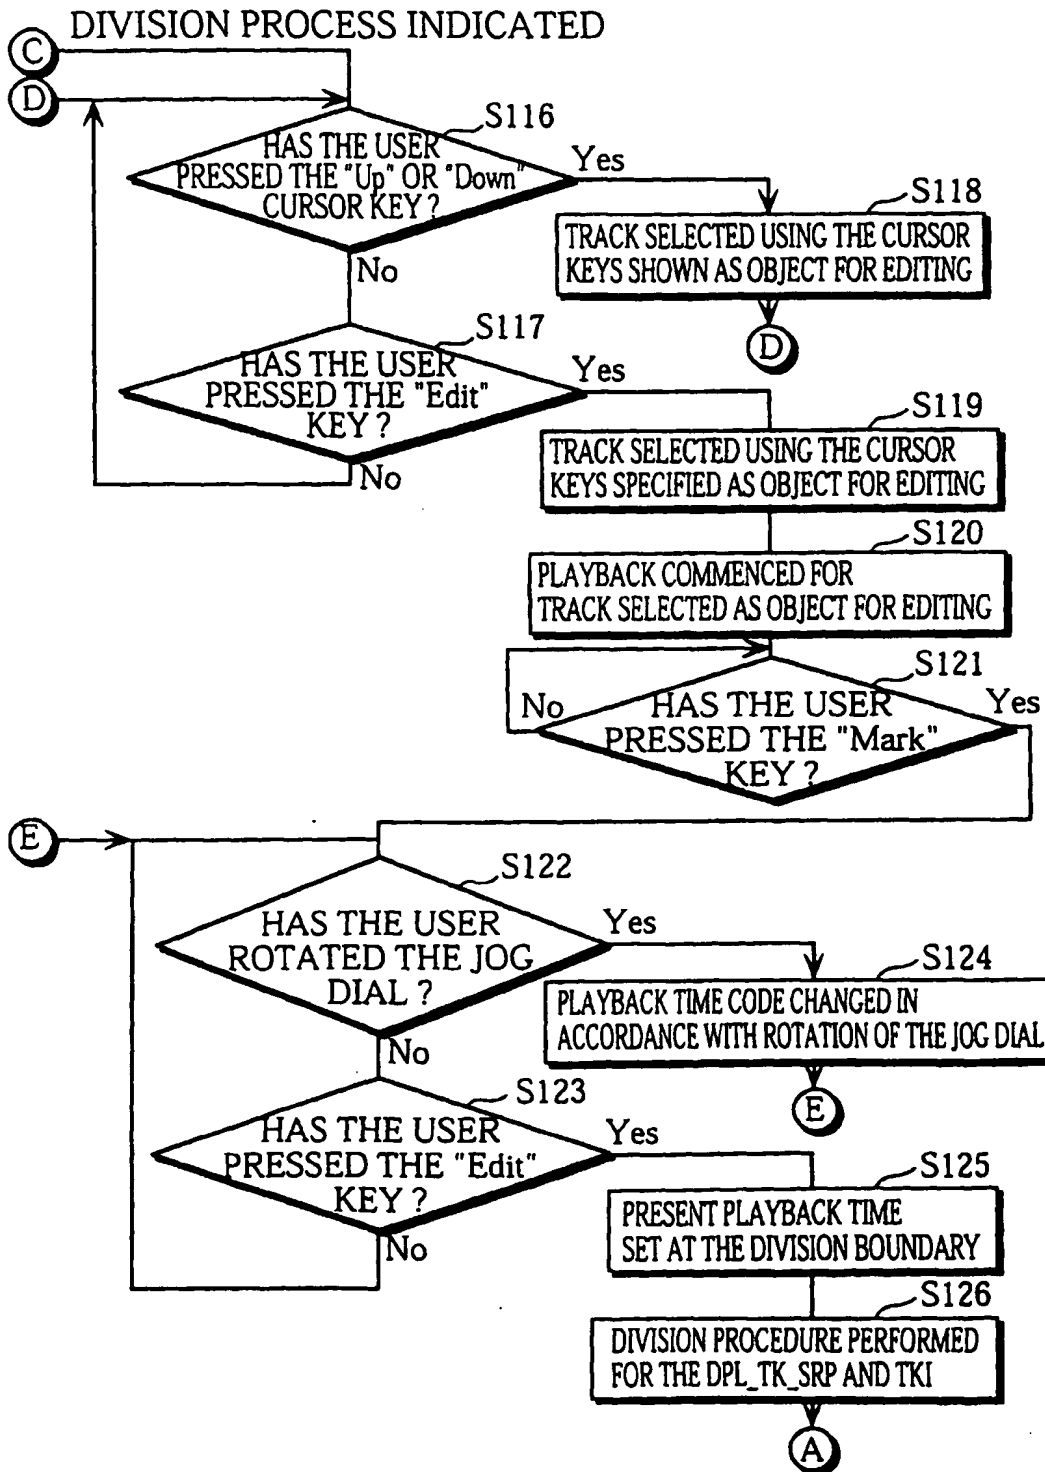 DIVISION PROCESS INDICATED
C
D
S116
HAS THE USER
PRESSED THE "Up" OR "Down"
CURSOR KEY ?
Yes
No
S118
TRACK SELECTED USING THE CURSOR
KEYS SHOWN AS OBJECT FOR EDITING
D
S117
HAS THE USER
PRESSED THE "Edit"
KEY ?
Yes
No
S119
TRACK SELECTED USING THE CURSOR
KEYS SPECIFIED AS OBJECT FOR EDITING
S120
PLAYBACK COMMENCED FOR
TRACK SELECTED AS OBJECT FOR EDITING
S121
No
HAS THE USER
PRESSED THE "Mark"
KEY ?
Yes
E
S122
HAS THE USER
ROTATED THE JOG
DIAL ?
Yes
No
S124
PLAYBACK TIME CODE CHANGED IN
ACCORDANCE WITH ROTATION OF THE JOG DIAL
E
S123
HAS THE USER
PRESSED THE "Edit"
KEY ?
Yes
No
S125
PRESENT PLAYBACK TIME
SET AT THE DIVISION BOUNDARY
S126
DIVISION PROCEDURE PERFORMED
FOR THE DPL_TK_SRP AND TKI
A